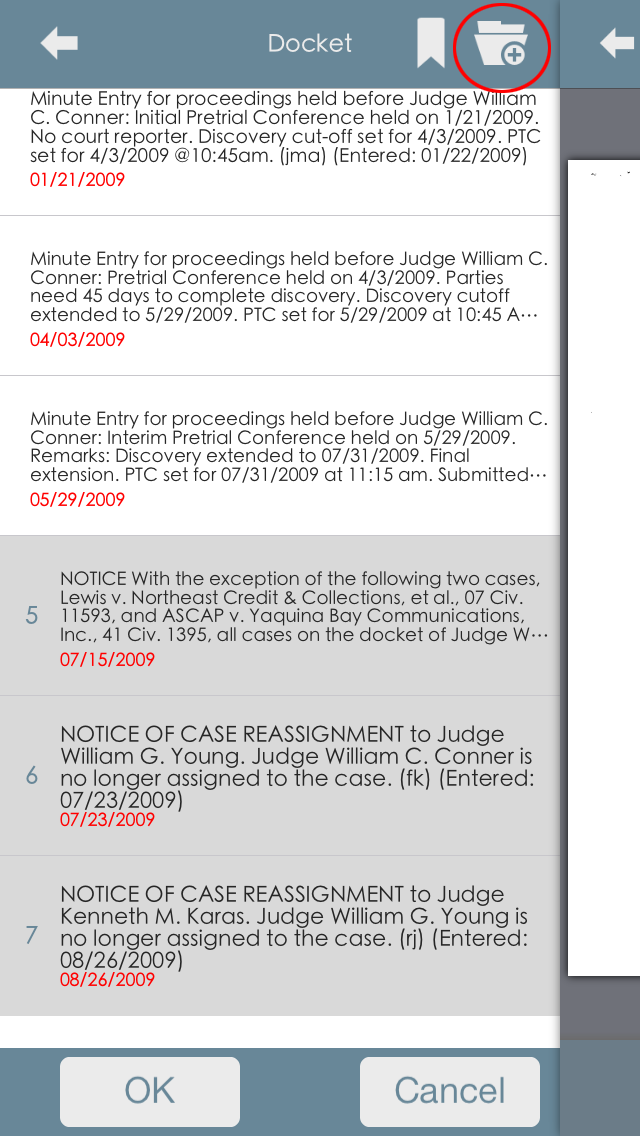 Docket
Minute Entry for proceedings held before Judge William
C. Conner: Initial Pretrial Conference held on 1/21/2009.
No court reporter. Discovery cut-off set for 4/3/2009. PTC
set for 4/3/2009 @10:45am. (jma) (Entered: 01/22/2009)
01/21/2009
Minute Entry for proceedings held before Judge William C.
Conner: Pretrial Conference held on 4/3/2009. Parties
need 45 days to complete discovery. Discovery cutoff
extended to 5/29/2009. PTC set for 5/29/2009 at 10:45 A···
04/03/2009
Minute Entry for proceedings held before Judge William C.
Conner: Interim Pretrial Conference held on 5/29/2009.
Remarks: Discovery extended to 07/31/2009. Final
extension. PTC set for 07/31/2009 at 11:15 am. Submitted···
05/29/2009
5
NOTICE With the exception of the following two cases,
Lewis v. Northeast Credit & Collections, et al., 07 Civ.
11593, and ASCAP v. Yaquina Bay Communications,
Inc., 41 Civ. 1395, all cases on the docket of Judge W···
07/15/2009
6
NOTICE OF CASE REASSIGNMENT to Judge
William G. Young. Judge William C. Conner is
no longer assigned to the case. (fk) (Entered:
07/23/2009)
07/23/2009
7
NOTICE OF CASE REASSIGNMENT to Judge
Kenneth M. Karas. Judge William G. Young is
no longer assigned to the case. (rj) (Entered:
08/26/2009)
08/26/2009
OK
Cancel